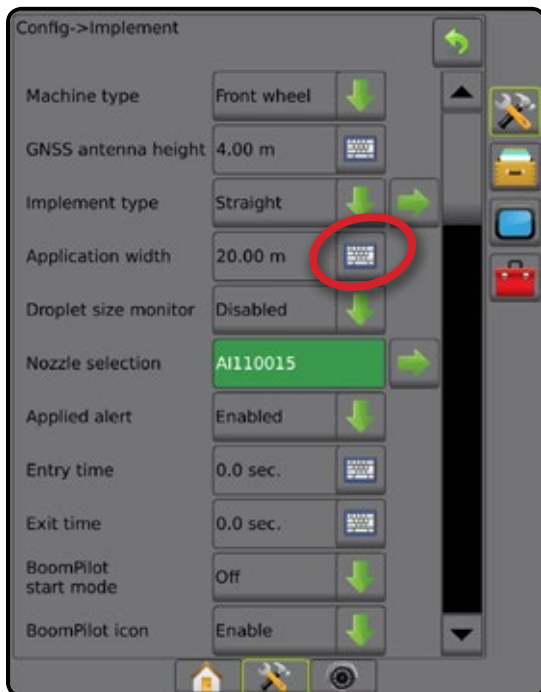 Config->Implement
Machine type Front wheel
GNSS antenna height 4.00 m
Implement type Straight
Application width 20.00 m
Droplet size monitor Disabled
Nozzle selection AI110015
Applied alert Enabled
Entry time 0.0 sec.
Exit time 0.0 sec.
BoomPilot
start mode Off
BoomPilot icon Enable